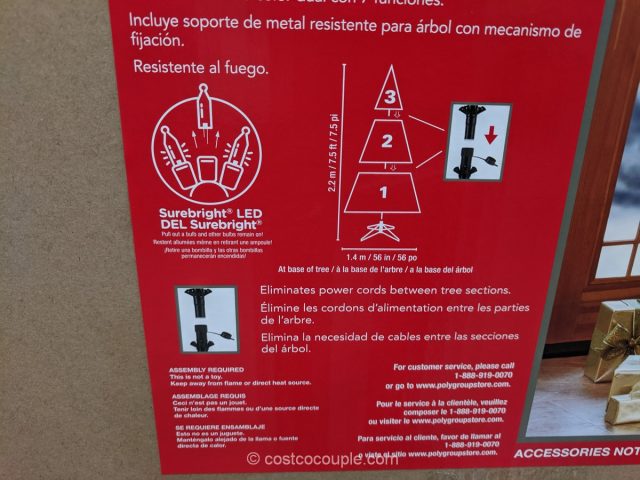 con 7 funciones.
Incluye soporte de metal resistente para árbol con mecanismo de
fijación.
Resistente al fuego.
3
2
1
2.2 m / 7.5 ft / 7.5 pi
1.4 m / 56 in / 56 po
At base of tree / à la base de l'arbre / a la base del árbol
Surebright® LED
DEL Surebright®
Pull out a bulb and other bulbs remain on!
Restent allumées même en retirant une ampoule!
¡Retire una bombilla y las otras bombillas
permanecerán encendidas!
Eliminates power cords between tree sections.
Élimine les cordons d'alimentation entre les parties
de l'arbre.
Elimina la necesidad de cables entre las secciones
del árbol.
ASSEMBLY REQUIRED
This is not a toy.
Keep away from flame or direct heat source.
ASSEMBLAGE REQUIS
Ceci n'est pas un jouet.
Tenir loin des flammes ou d'une source directe
de chaleur.
SE REQUIERE ENSAMBLAJE
Esto no es un juguete.
Manténgalo alejado de la llama o fuente
directa de calor.
For customer service, please call
1-888-919-0070
or go to www.polygroupstore.com.
Pour le service à la clientèle, veuillez
composer le 1-888-919-0070
ou visiter le www.polygroupstore.com.
Para servicio al cliente, favor de llamar al
1-888-919-0070
o visite el sitio www.polygroupstore.com.
ACCESSORIES NOT
© costcocouple.com